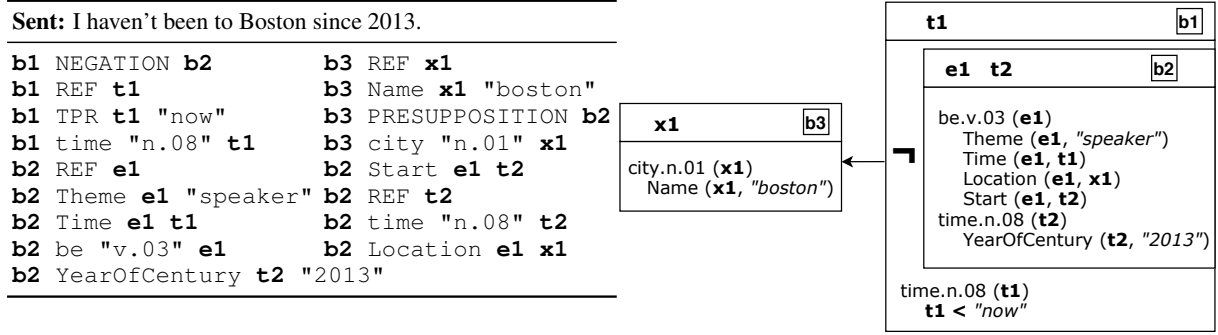 Sent: I haven't been to Boston since 2013.
b1 NEGATION b2 b3 REF x1
b1 REF t1 b3 Name x1 "boston"
b1 TPR t1 "now" b3 PRESUPPOSITION b2
b1 time "n.08" t1 b3 city "n.01" x1
b2 REF e1 b2 Start e1 t2
b2 Theme e1 "speaker" b2 REF t2
b2 Time e1 t1 b2 time "n.08" t2
b2 be "v.03" e1 b2 Location e1 x1
b2 YearOfCentury t2 "2013"
x1 b3
city.n.01 (x1)
Name (x1, "boston")
t1 b1
¬
e1 t2 b2
be.v.03 (e1)
Theme (e1, "speaker")
Time (e1, t1)
Location (e1, x1)
Start (e1, t2)
time.n.08 (t2)
YearOfCentury (t2, "2013")
time.n.08 (t1)
t1 < "now"